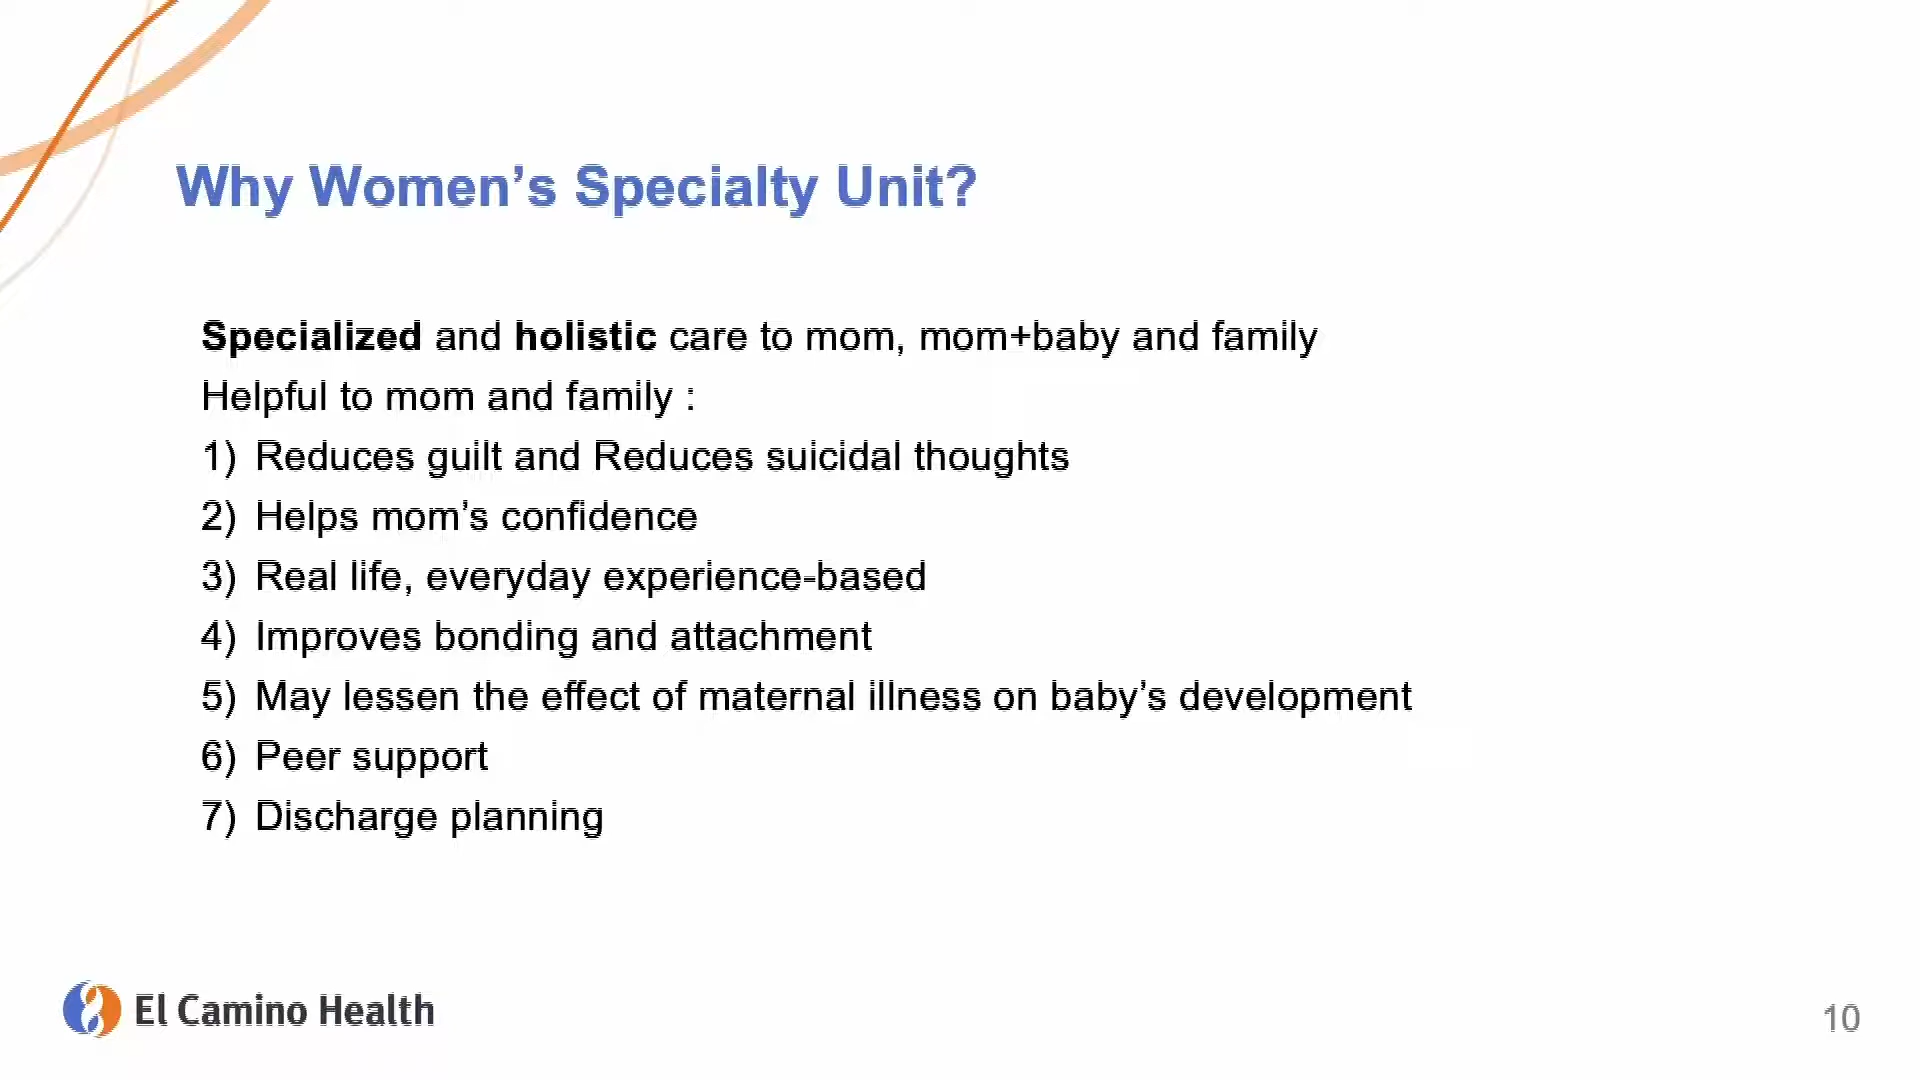 Why Women’s Specialty Unit?
Specialized and holistic care to mom, mom+baby and family
Helpful to mom and family :
1) Reduces guilt and Reduces suicidal thoughts
2) Helps mom’s confidence
3) Real life, everyday experience-based
4) Improves bonding and attachment
5) May lessen the effect of maternal illness on baby’s development
6) Peer support
7) Discharge planning
El Camino Health
10